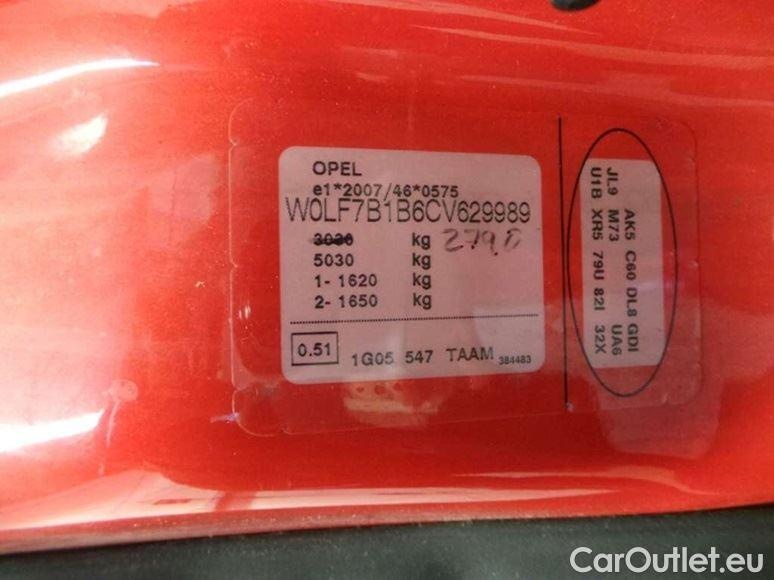 OPEL
e1*2007/46*0575
W0LF7B1B6CV629989
3030 kg 2790
5030 kg
1- 1620 kg
2- 1650 kg
0.51 1G05 547 TAAM 384483
AK5 C60 DL8 GDI
JL9 M73 UA6
U1B XR5 79U 82I 32X
CarOutlet.eu